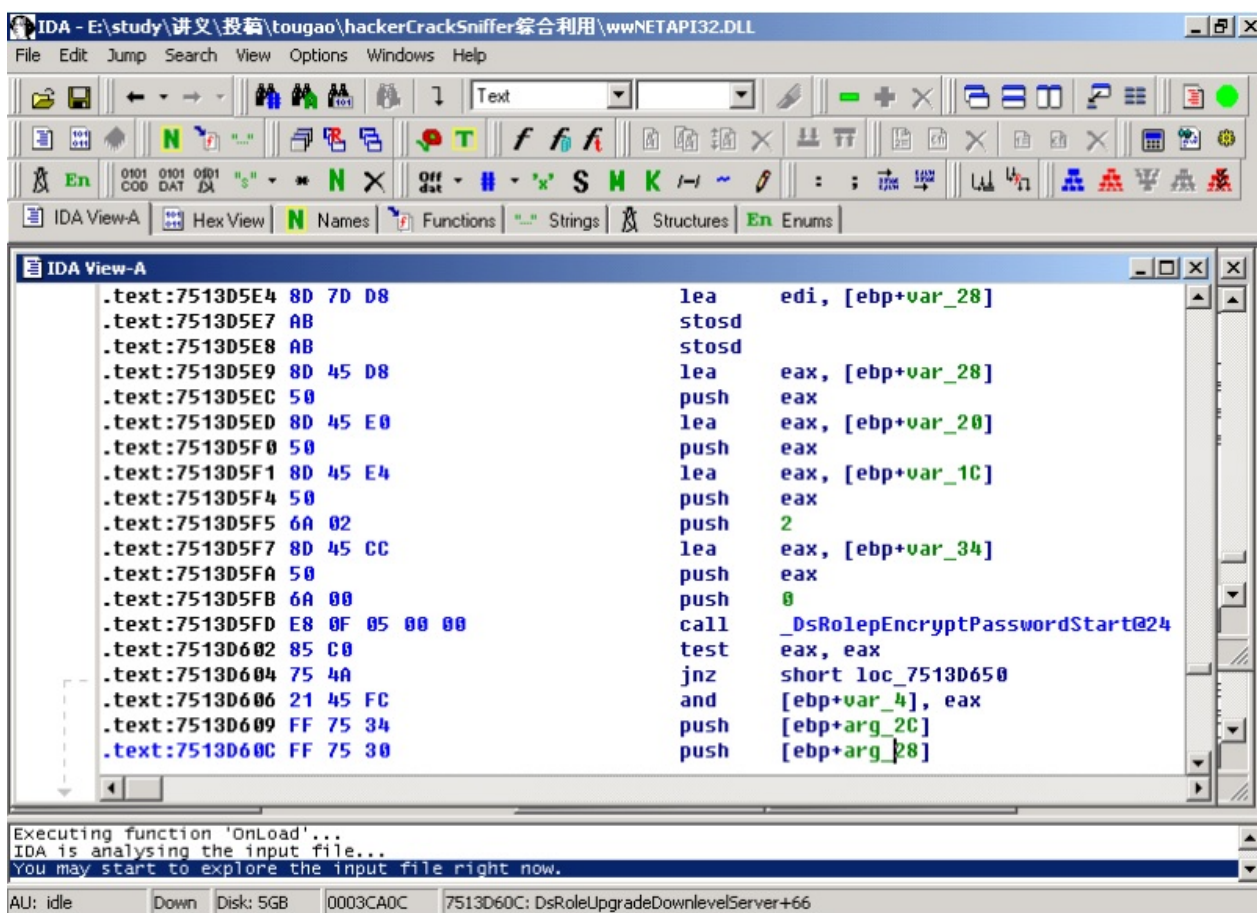 IDA - E:\study\讲义\投稿\tougao\hackerCrackSniffer综合利用\wwNETAPI32.DLL
File Edit Jump Search View Options Windows Help
Text
N "..." T f f f
En 0101 COD 0101 DAT "s" N Off dat # 'x' S M K
IDA View-A Hex View N Names Functions "..." Strings Structures En Enums
IDA View-A
.text:7513D5E4 8D 7D D8 lea edi, [ebp+var_28]
.text:7513D5E7 AB stosd
.text:7513D5E8 AB stosd
.text:7513D5E9 8D 45 D8 lea eax, [ebp+var_28]
.text:7513D5EC 50 push eax
.text:7513D5ED 8D 45 E0 lea eax, [ebp+var_20]
.text:7513D5F0 50 push eax
.text:7513D5F1 8D 45 E4 lea eax, [ebp+var_1C]
.text:7513D5F4 50 push eax
.text:7513D5F5 6A 02 push 2
.text:7513D5F7 8D 45 CC lea eax, [ebp+var_34]
.text:7513D5FA 50 push eax
.text:7513D5FB 6A 00 push 0
.text:7513D5FD E8 0F 05 00 00 call _DsRolepEncryptPasswordStart@24
.text:7513D602 85 C0 test eax, eax
.text:7513D604 75 4A jnz short loc_7513D650
.text:7513D606 21 45 FC and [ebp+var_4], eax
.text:7513D609 FF 75 34 push [ebp+arg_2C]
.text:7513D60C FF 75 30 push [ebp+arg_28]
Executing function 'OnLoad'...
IDA is analysing the input file...
You may start to explore the input file right now.
AU: idle Down Disk: 5GB 0003CA0C 7513D60C: DsRoleUpgradeDownlevelServer+66